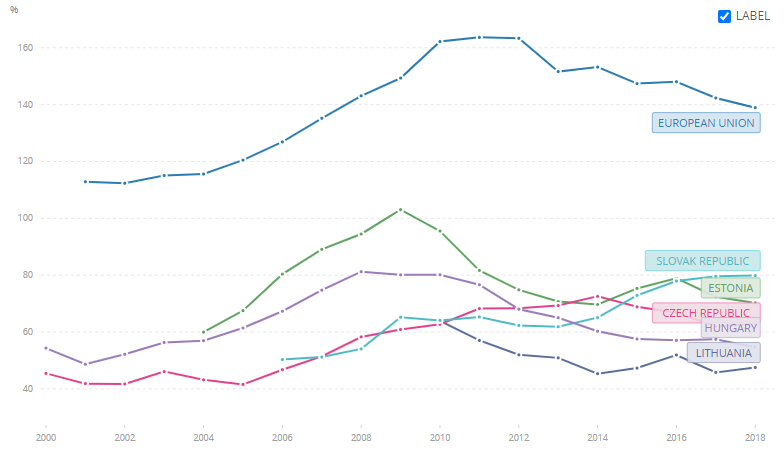 %
LABEL
160
140
EUROPEAN UNION
120
100
SLOVAK REPUBLIC
80
ESTONIA
CZECH REPUBLIC
HUNGARY
60
LITHUANIA
40
2000 2002 2004 2006 2008 2010 2012 2014 2016 2018